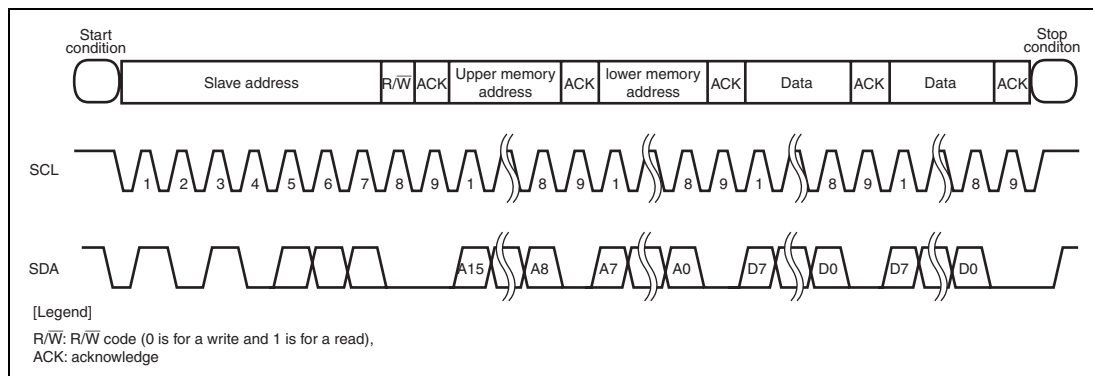 Start condition
Stop conditon
Slave address R/W̅ ACK Upper memory address ACK lower memory address ACK Data ACK Data ACK
SCL 1 2 3 4 5 6 7 8 9 1 8 9 1 8 9 1 8 9 1 8 9
SDA A15 A8 A7 A0 D7 D0 D7 D0
[Legend]
R/W̅: R/W̅ code (0 is for a write and 1 is for a read),
ACK: acknowledge